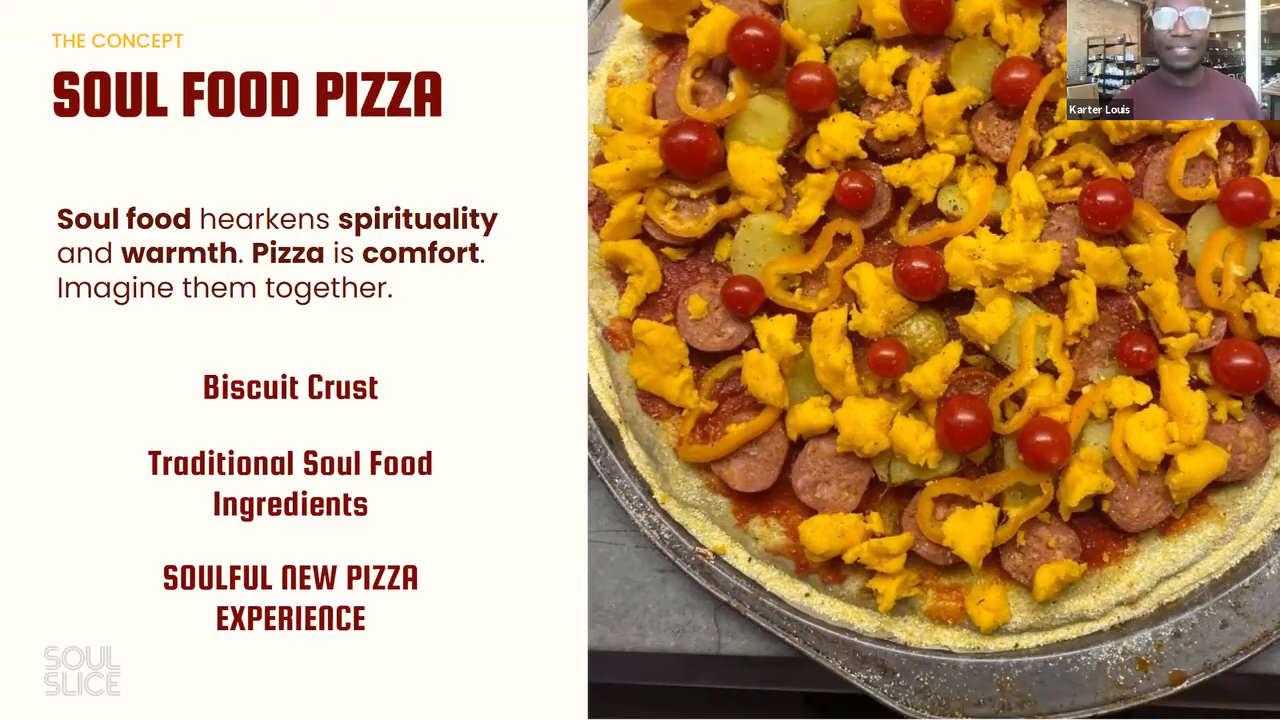 THE CONCEPT
SOUL FOOD PIZZA
Karter Louis
Soul food hearkens spirituality
and warmth. Pizza is comfort.
Imagine them together.
Biscuit Crust
Traditional Soul Food
Ingredients
SOULFUL NEW PIZZA
EXPERIENCE
SOUL
SLICE